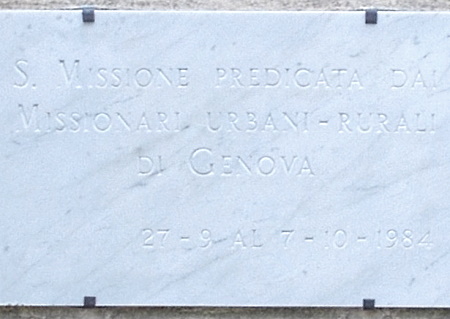 S. MISSIONE PREDICATA DAI
MISSIONARI URBANI-RURALI
DI GENOVA
27-9 AL 7-10-1984